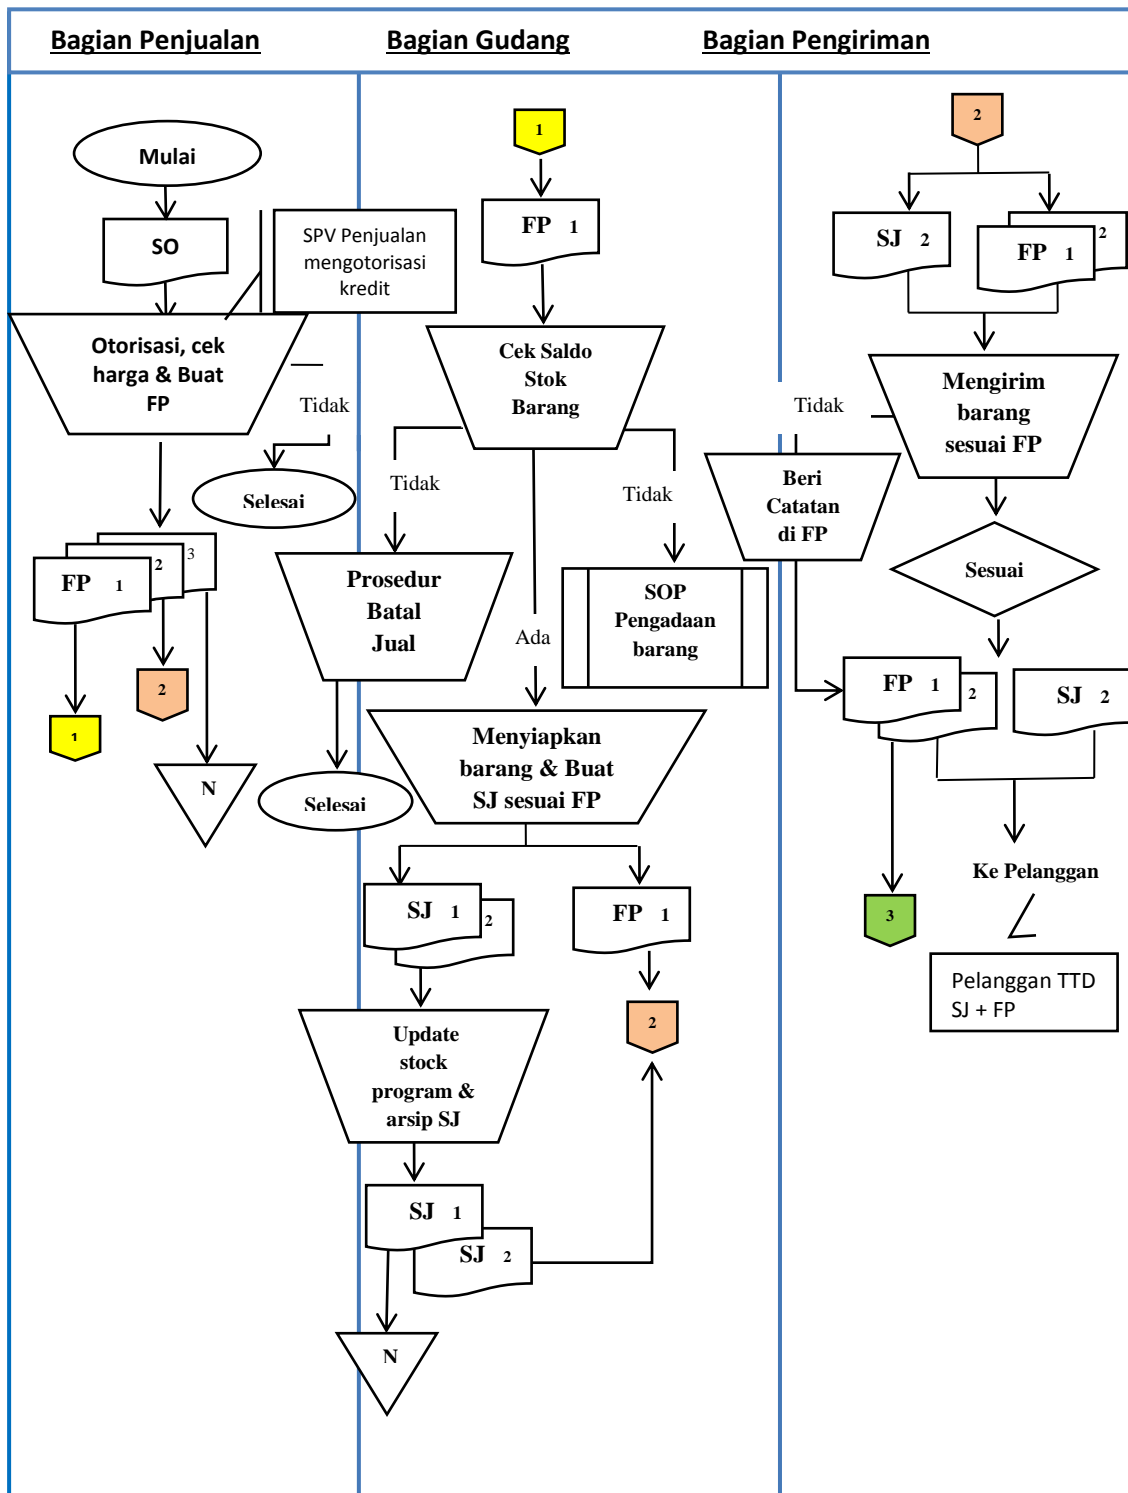 Bagian Penjualan
Bagian Gudang
Bagian Pengiriman
Mulai
SO
SPV Penjualan
mengotorisasi
kredit
Otorisasi, cek
harga & Buat
FP
Tidak
Selesai
FP 1
2
3
2
1
N
1
FP 1
Cek Saldo
Stok
Barang
Tidak
Tidak
Prosedur
Batal
Jual
SOP
Pengadaan
barang
Ada
Selesai
Menyiapkan
barang & Buat
SJ sesuai FP
SJ 1
2
FP 1
2
Update
stock
program &
arsip SJ
SJ 1
SJ 2
N
2
SJ 2
FP 1
2
Mengirim
barang
sesuai FP
Tidak
Beri
Catatan
di FP
Sesuai
FP 1
2
SJ 2
Ke Pelanggan
3
Pelanggan TTD
SJ + FP